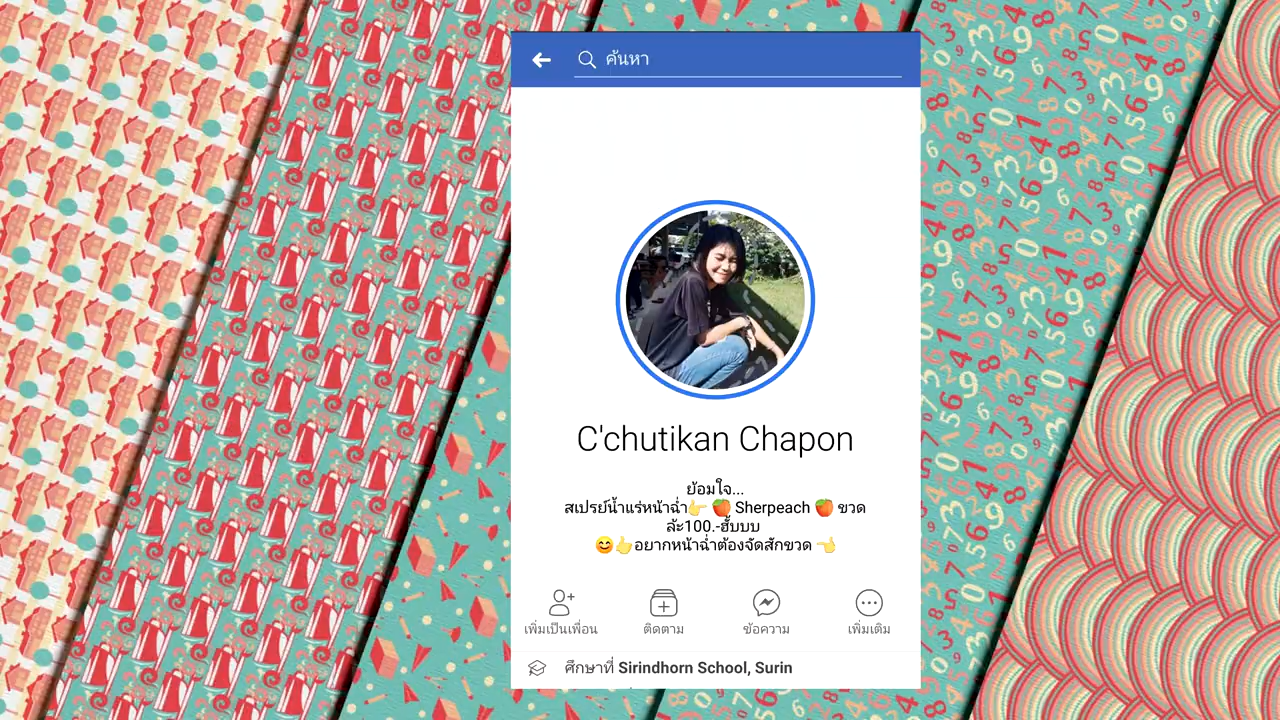 ค้นหา
C'chutikan Chapon
ย้อมใจ...
สเปรย์น้ำแร่หน้าฉ่ำ👉 🍑 Sherpeach 🍑 ขวด
ล้ะ100.-ฮั้บบบ
😊👍อยากหน้าฉ่ำต้องจัดสักขวด 👈
เพิ่มเป็นเพื่อน
ติดตาม
ข้อความ
เพิ่มเติม
ศึกษาที่ Sirindhorn School, Surin